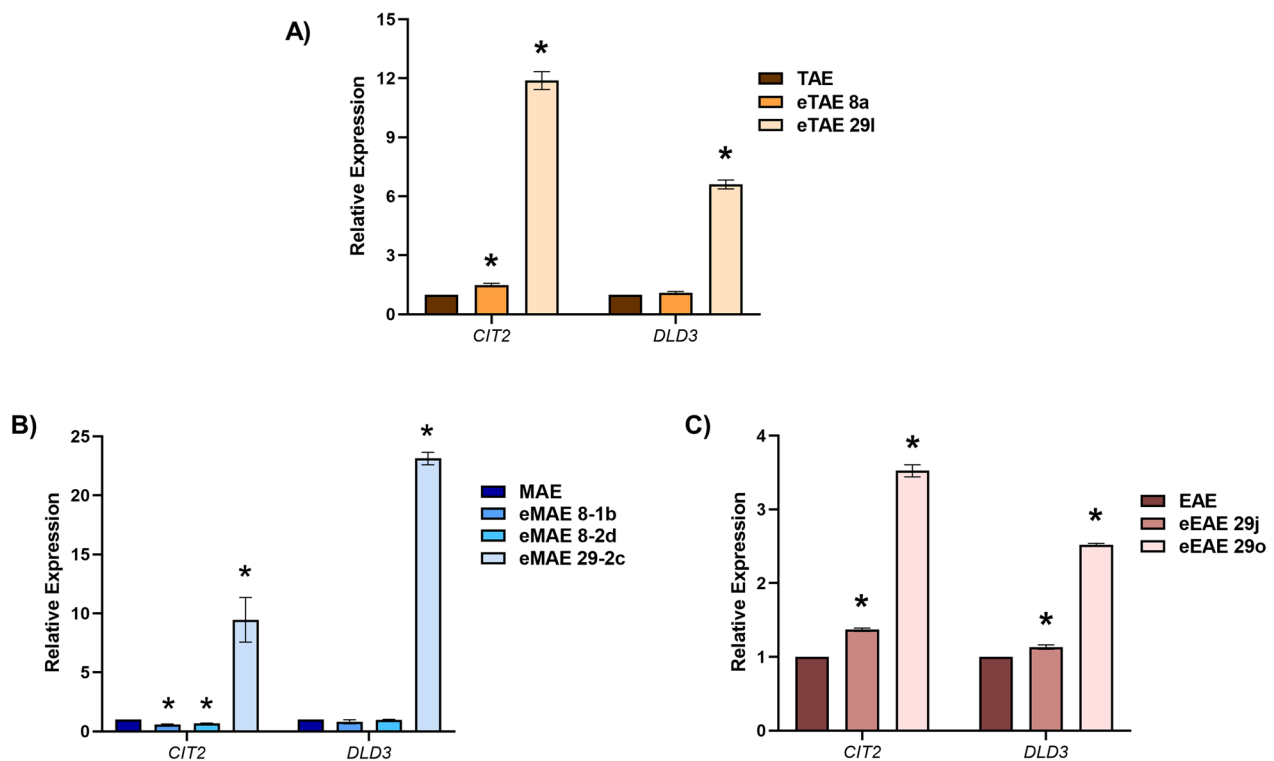 A)
Relative Expression
15
12
9
6
3
0
*
*
*
CIT2
DLD3
TAE
eTAE 8a
eTAE 29l
B)
Relative Expression
25
20
15
10
5
0
*
*
*
*
CIT2
DLD3
MAE
eMAE 8-1b
eMAE 8-2d
eMAE 29-2c
C)
Relative Expression
4
3
2
1
0
*
*
*
*
CIT2
DLD3
EAE
eEAE 29j
eEAE 29o